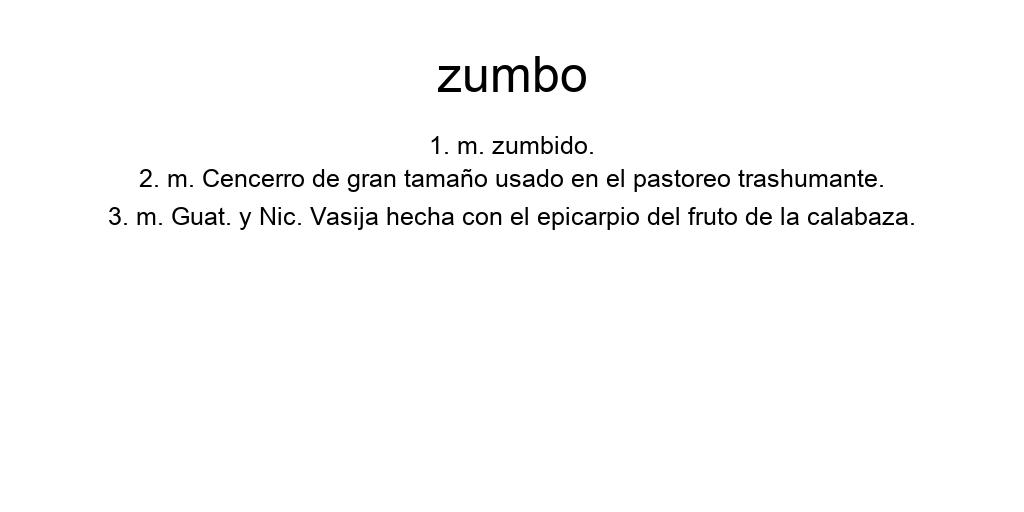 zumbo
1. m. zumbido.
2. m. Cencerro de gran tamaño usado en el pastoreo trashumante.
3. m. Guat. y Nic. Vasija hecha con el epicarpio del fruto de la calabaza.